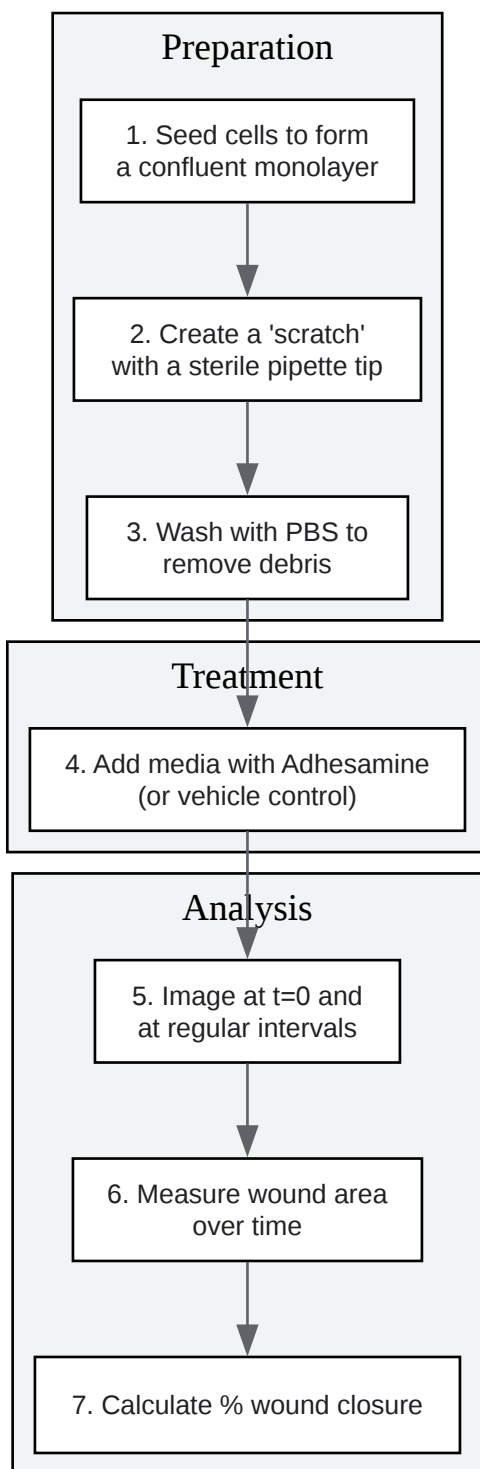 Preparation
1. Seed cells to form
a confluent monolayer
2. Create a 'scratch'
with a sterile pipette tip
3. Wash with PBS to
remove debris
Treatment
4. Add media with Adhesamine
(or vehicle control)
Analysis
5. Image at t=0 and
at regular intervals
6. Measure wound area
over time
7. Calculate % wound closure